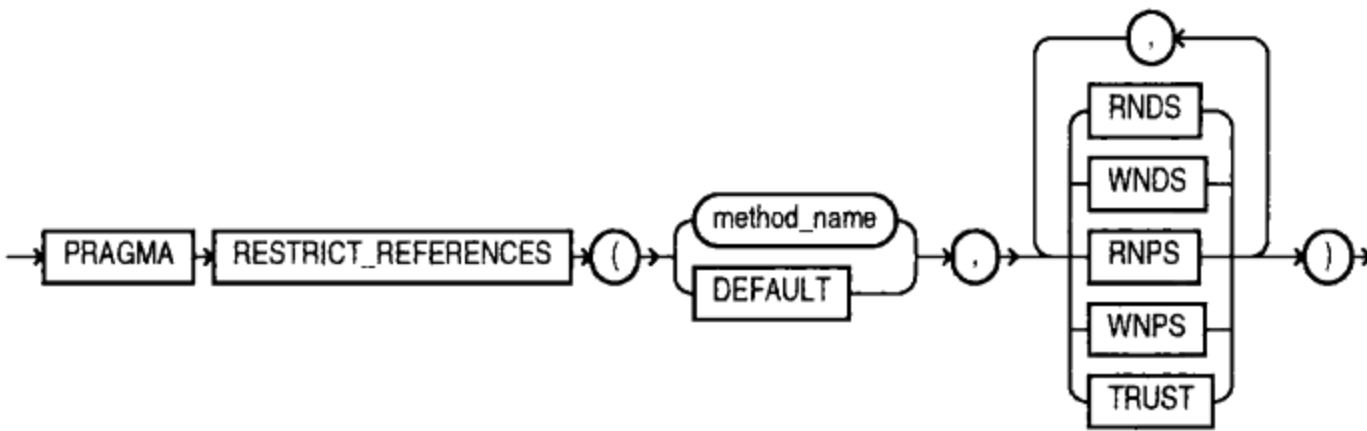 ,
RNDS
WNDS
method_name
PRAGMA RESTRICT_REFERENCES ( , RNPS )
DEFAULT
WNPS
TRUST